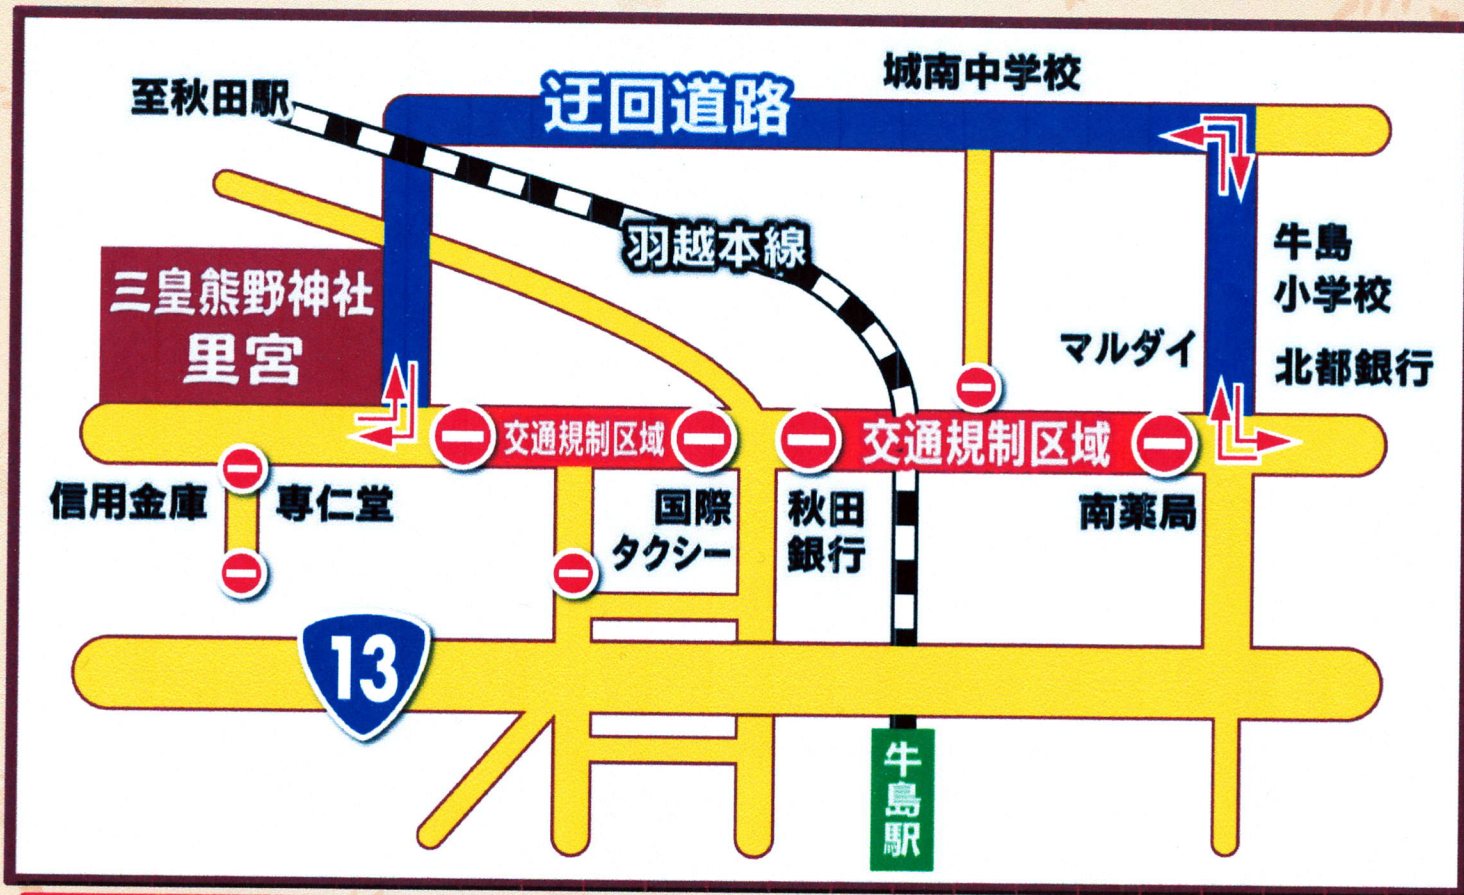 至秋田駅
迂回道路
城南中学校
羽越本線
三皇熊野神社
里宮
牛島
小学校
マルダイ
北都銀行
交通規制区域
交通規制区域
信用金庫
専仁堂
国際
タクシー
秋田
銀行
南薬局
13
牛島駅